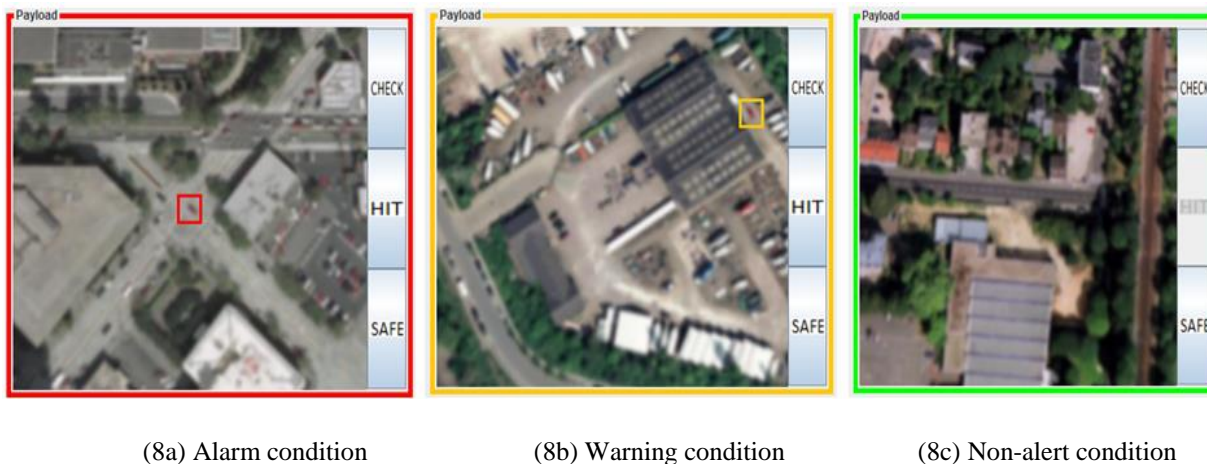 Payload
CHECK
HIT
SAFE
Payload
CHECK
HIT
SAFE
Payload
CHECK
HIT
SAFE
(8a) Alarm condition
(8b) Warning condition
(8c) Non-alert condition